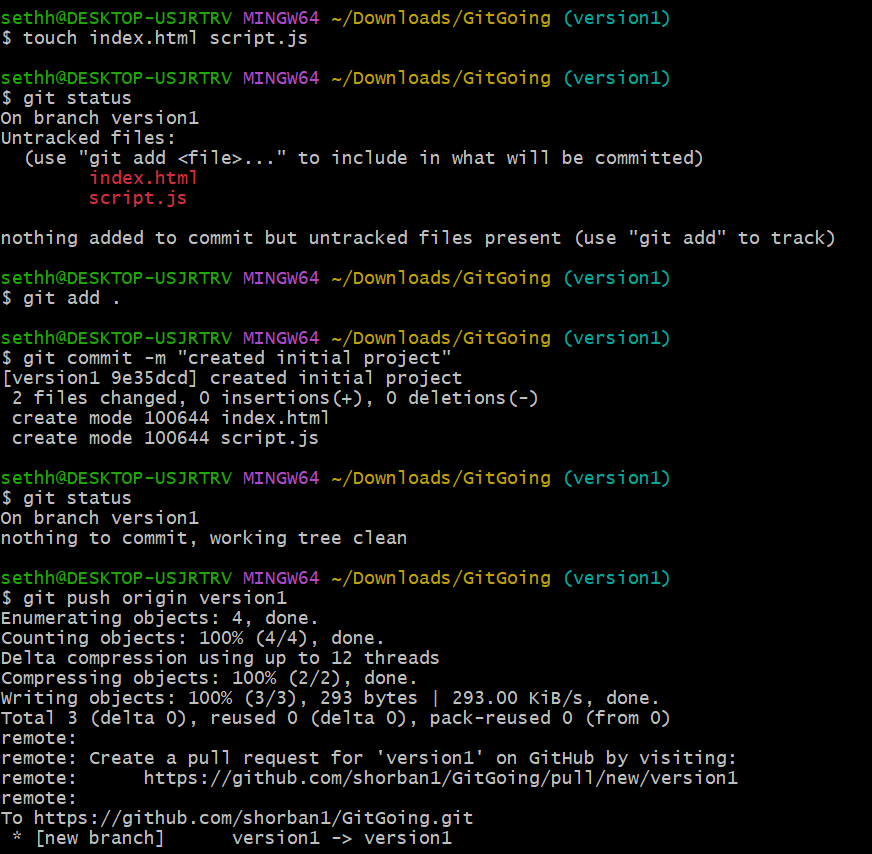 sethh@DESKTOP-USJRTRV MINGW64 ~/Downloads/GitGoing (version1)
$ touch index.html script.js

sethh@DESKTOP-USJRTRV MINGW64 ~/Downloads/GitGoing (version1)
$ git status
On branch version1
Untracked files:
  (use "git add <file>..." to include in what will be committed)
        index.html
        script.js

nothing added to commit but untracked files present (use "git add" to track)

sethh@DESKTOP-USJRTRV MINGW64 ~/Downloads/GitGoing (version1)
$ git add .

sethh@DESKTOP-USJRTRV MINGW64 ~/Downloads/GitGoing (version1)
$ git commit -m "created initial project"
[version1 9e35dcd] created initial project
 2 files changed, 0 insertions(+), 0 deletions(-)
 create mode 100644 index.html
 create mode 100644 script.js

sethh@DESKTOP-USJRTRV MINGW64 ~/Downloads/GitGoing (version1)
$ git status
On branch version1
nothing to commit, working tree clean

sethh@DESKTOP-USJRTRV MINGW64 ~/Downloads/GitGoing (version1)
$ git push origin version1
Enumerating objects: 4, done.
Counting objects: 100% (4/4), done.
Delta compression using up to 12 threads
Compressing objects: 100% (2/2), done.
Writing objects: 100% (3/3), 293 bytes | 293.00 KiB/s, done.
Total 3 (delta 0), reused 0 (delta 0), pack-reused 0 (from 0)
remote:
remote: Create a pull request for 'version1' on GitHub by visiting:
remote:      https://github.com/shorban1/GitGoing/pull/new/version1
remote:
To https://github.com/shorban1/GitGoing.git
 * [new branch]      version1 -> version1